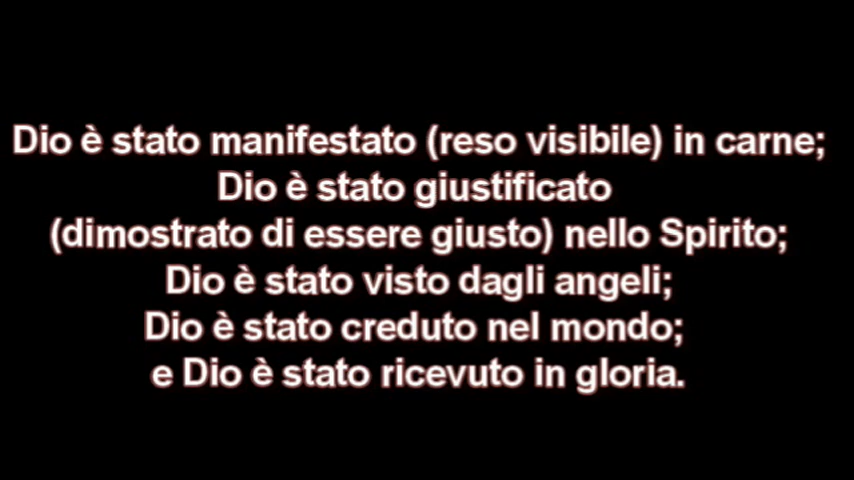 Dio è stato manifestato (reso visibile) in carne;
Dio è stato giustificato
(dimostrato di essere giusto) nello Spirito;
Dio è stato visto dagli angeli;
Dio è stato creduto nel mondo;
e Dio è stato ricevuto in gloria.